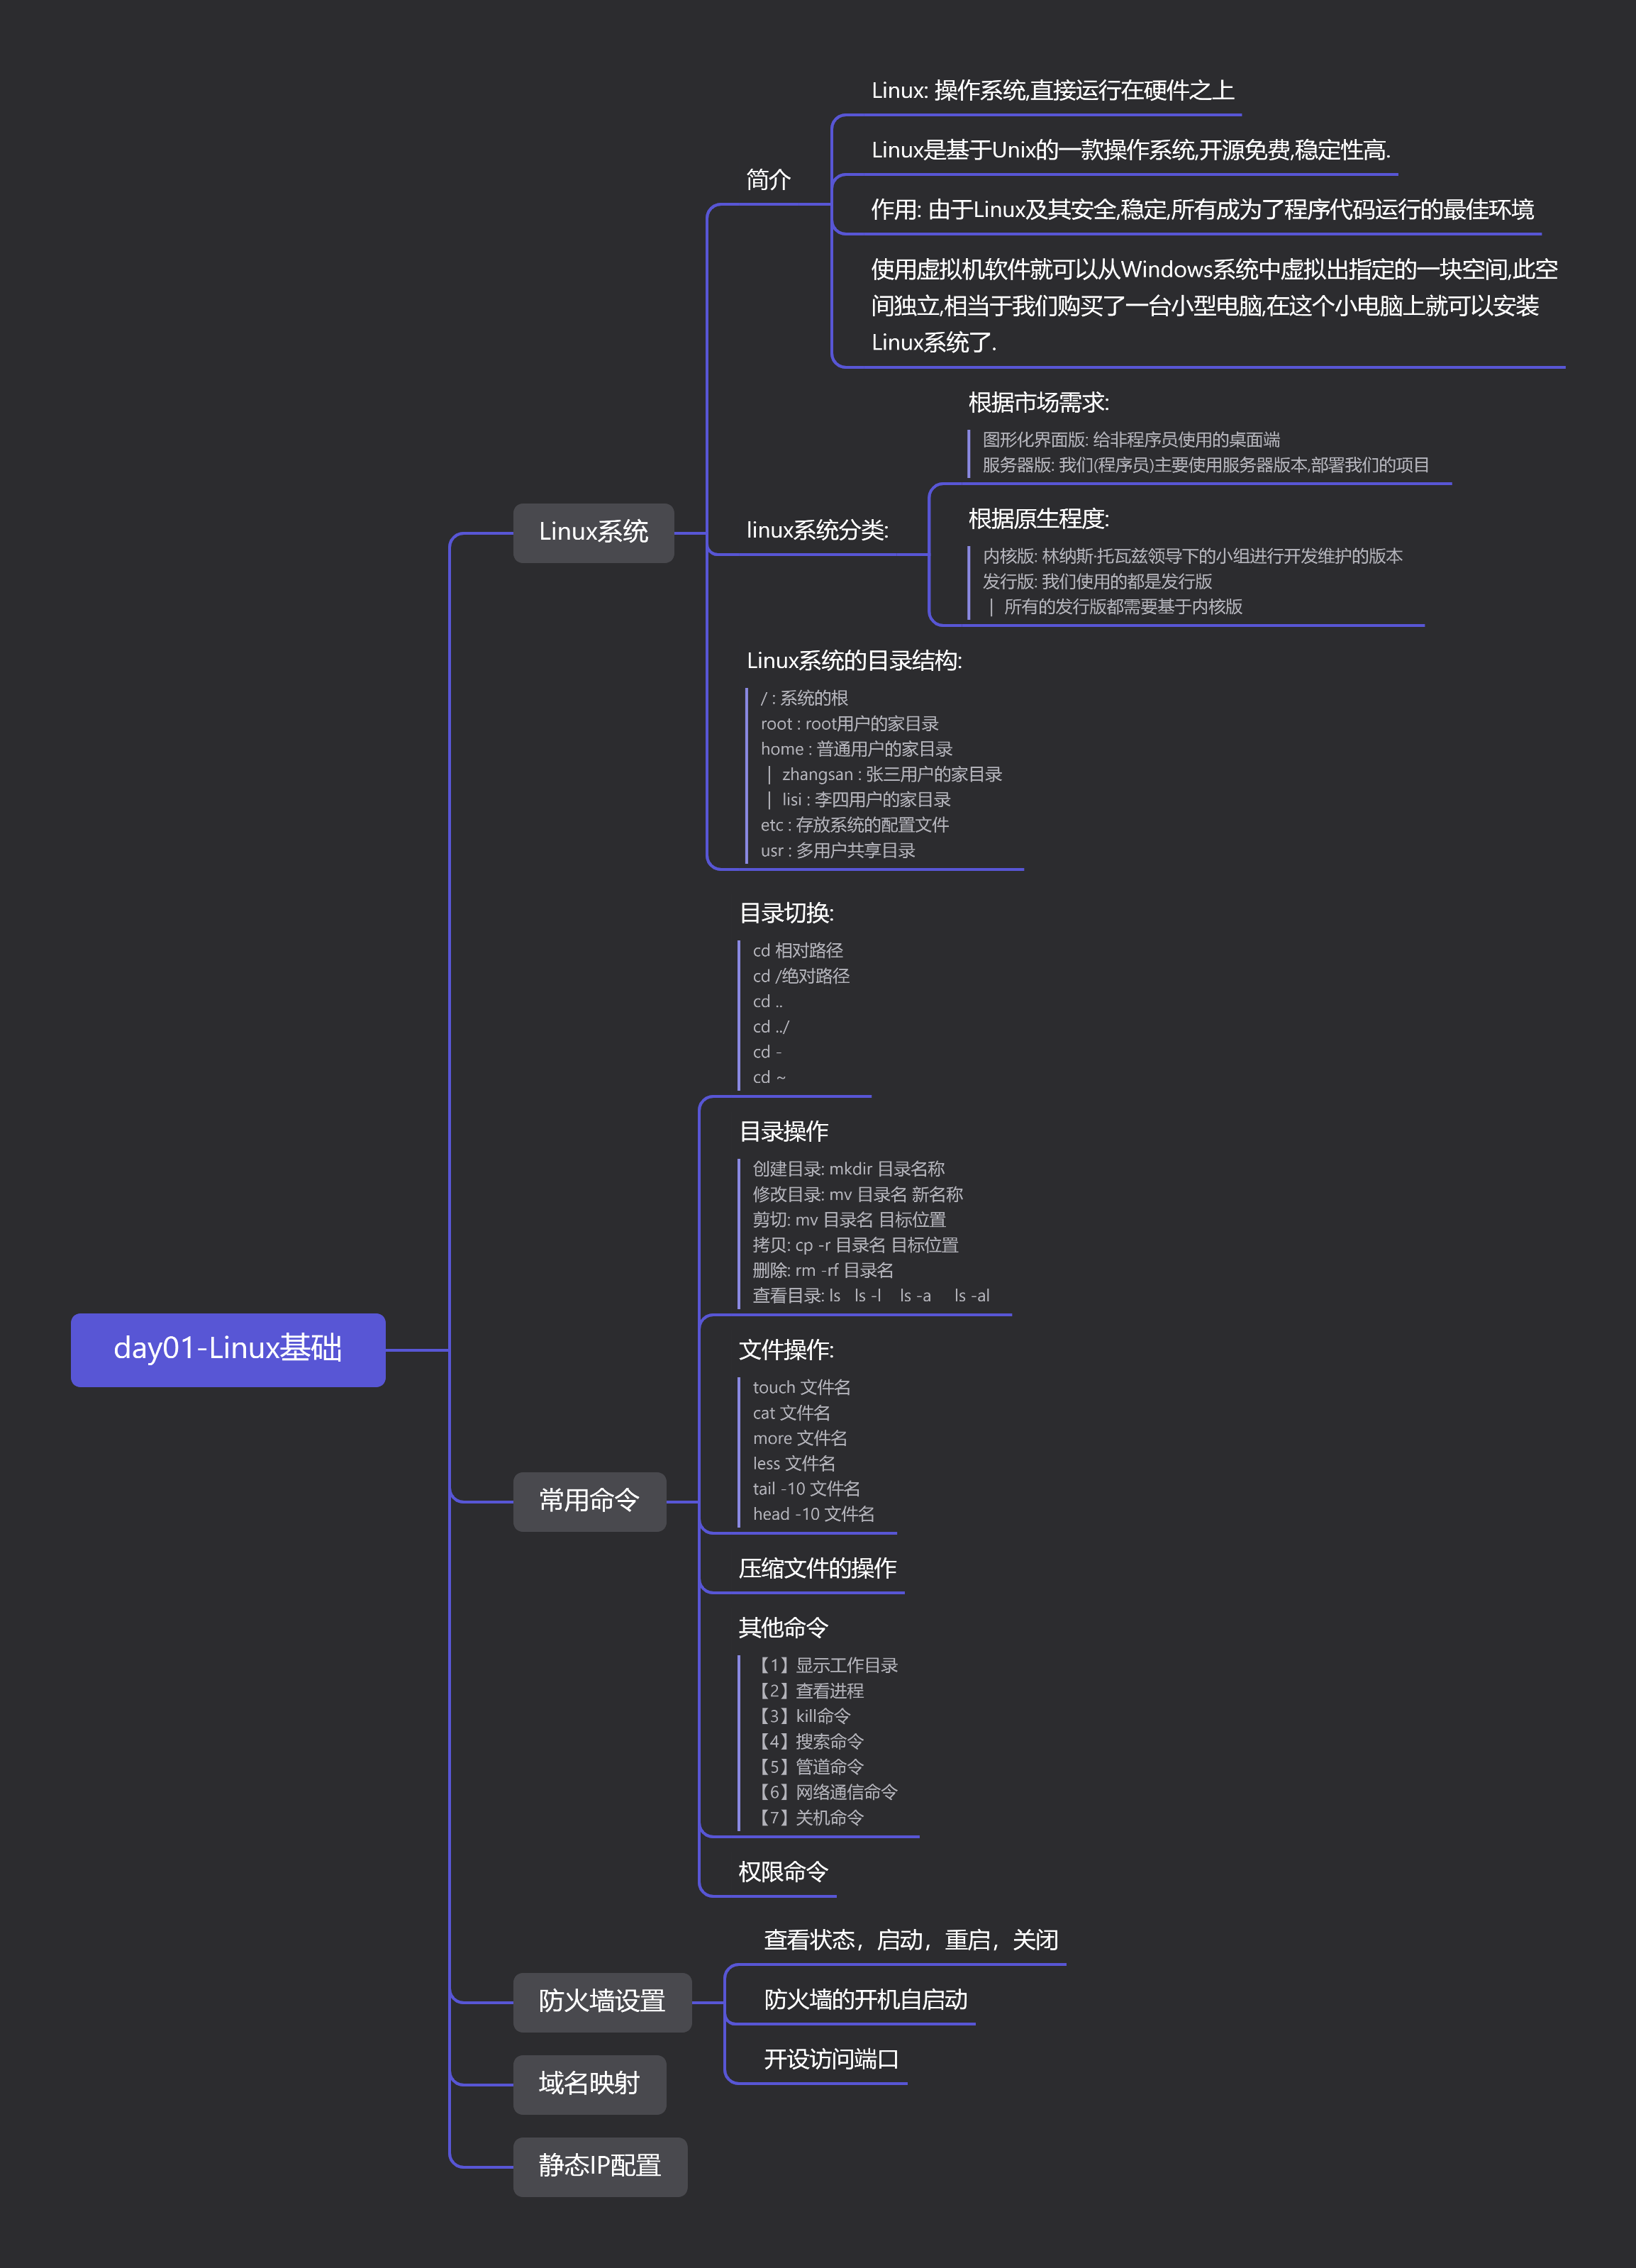 day01-Linux基础
Linux系统
简介
Linux: 操作系统,直接运行在硬件之上
Linux是基于Unix的一款操作系统,开源免费,稳定性高.
作用: 由于Linux及其安全,稳定,所有成为了程序代码运行的最佳环境
使用虚拟机软件就可以从Windows系统中虚拟出指定的一块空间,此空
间独立,相当于我们购买了一台小型电脑,在这个小电脑上就可以安装
Linux系统了.
linux系统分类:
根据市场需求:
图形化界面版: 给非程序员使用的桌面端
服务器版: 我们(程序员)主要使用服务器版本,部署我们的项目
根据原生程度:
内核版: 林纳斯·托瓦兹领导下的小组进行开发维护的版本
发行版: 我们使用的都是发行版
| 所有的发行版都需要基于内核版
Linux系统的目录结构:
/ : 系统的根
root : root用户的家目录
home : 普通用户的家目录
| zhangsan : 张三用户的家目录
| lisi : 李四用户的家目录
etc : 存放系统的配置文件
usr : 多用户共享目录
常用命令
目录切换:
cd 相对路径
cd /绝对路径
cd ..
cd ../
cd -
cd ~
目录操作
创建目录: mkdir 目录名称
修改目录: mv 目录名 新名称
剪切: mv 目录名 目标位置
拷贝: cp -r 目录名 目标位置
删除: rm -rf 目录名
查看目录: ls ls -l ls -a ls -al
文件操作:
touch 文件名
cat 文件名
more 文件名
less 文件名
tail -10 文件名
head -10 文件名
压缩文件的操作
其他命令
【1】显示工作目录
【2】查看进程
【3】kill命令
【4】搜索命令
【5】管道命令
【6】网络通信命令
【7】关机命令
权限命令
防火墙设置
查看状态，启动，重启，关闭
防火墙的开机自启动
开设访问端口
域名映射
静态IP配置